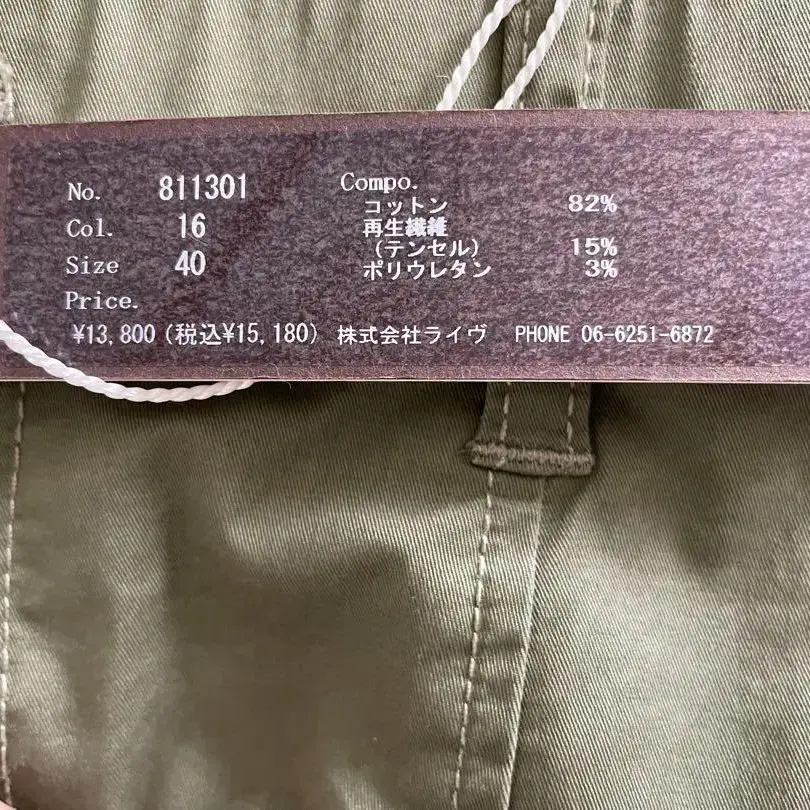 No. 811301
Col. 16
Size 40
Price.
Compo.
コットン 82%
再生繊維
(テンセル) 15%
ポリウレタン 3%
¥13,800(税込¥15,180) 株式会社ライヴ PHONE 06-6251-6872